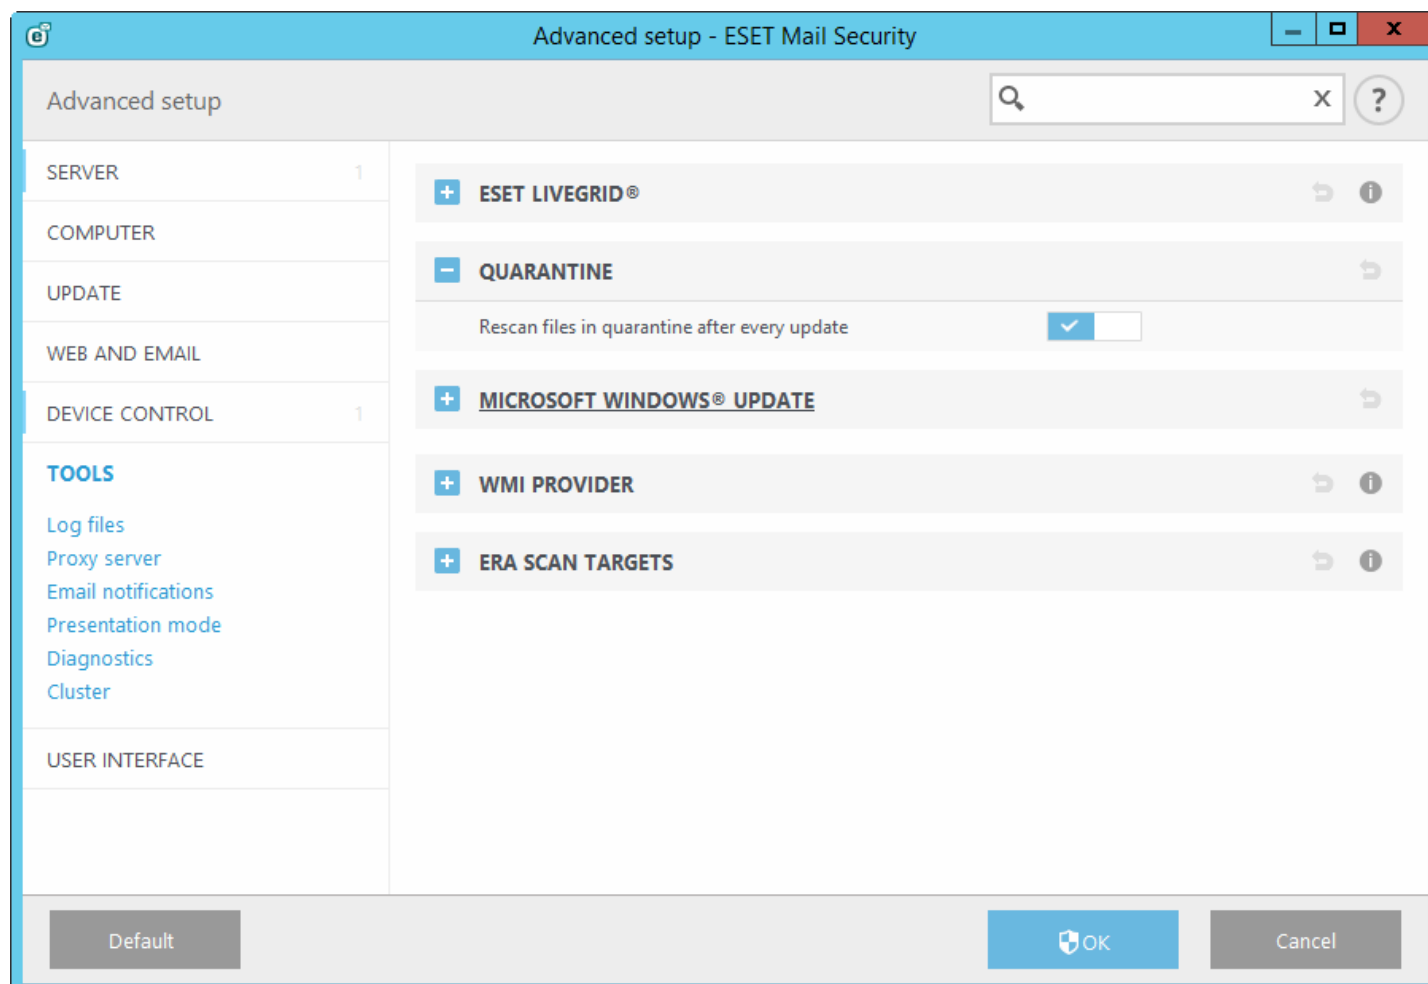 Advanced setup - ESET Mail Security
Advanced setup
SERVER 1
COMPUTER
UPDATE
WEB AND EMAIL
DEVICE CONTROL 1
TOOLS
Log files
Proxy server
Email notifications
Presentation mode
Diagnostics
Cluster
USER INTERFACE
ESET LIVEGRID®
QUARANTINE
Rescan files in quarantine after every update
MICROSOFT WINDOWS® UPDATE
WMI PROVIDER
ERA SCAN TARGETS
Default
OK
Cancel